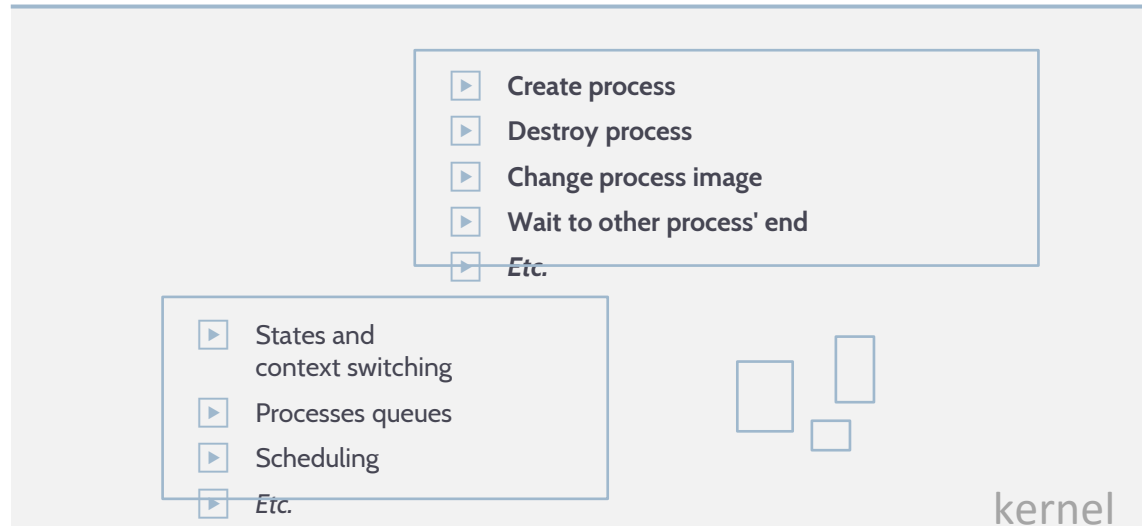 Create process
Destroy process
Change process image
Wait to other process' end
Etc.
States and
context switching
Processes queues
Scheduling
Etc.
kernel